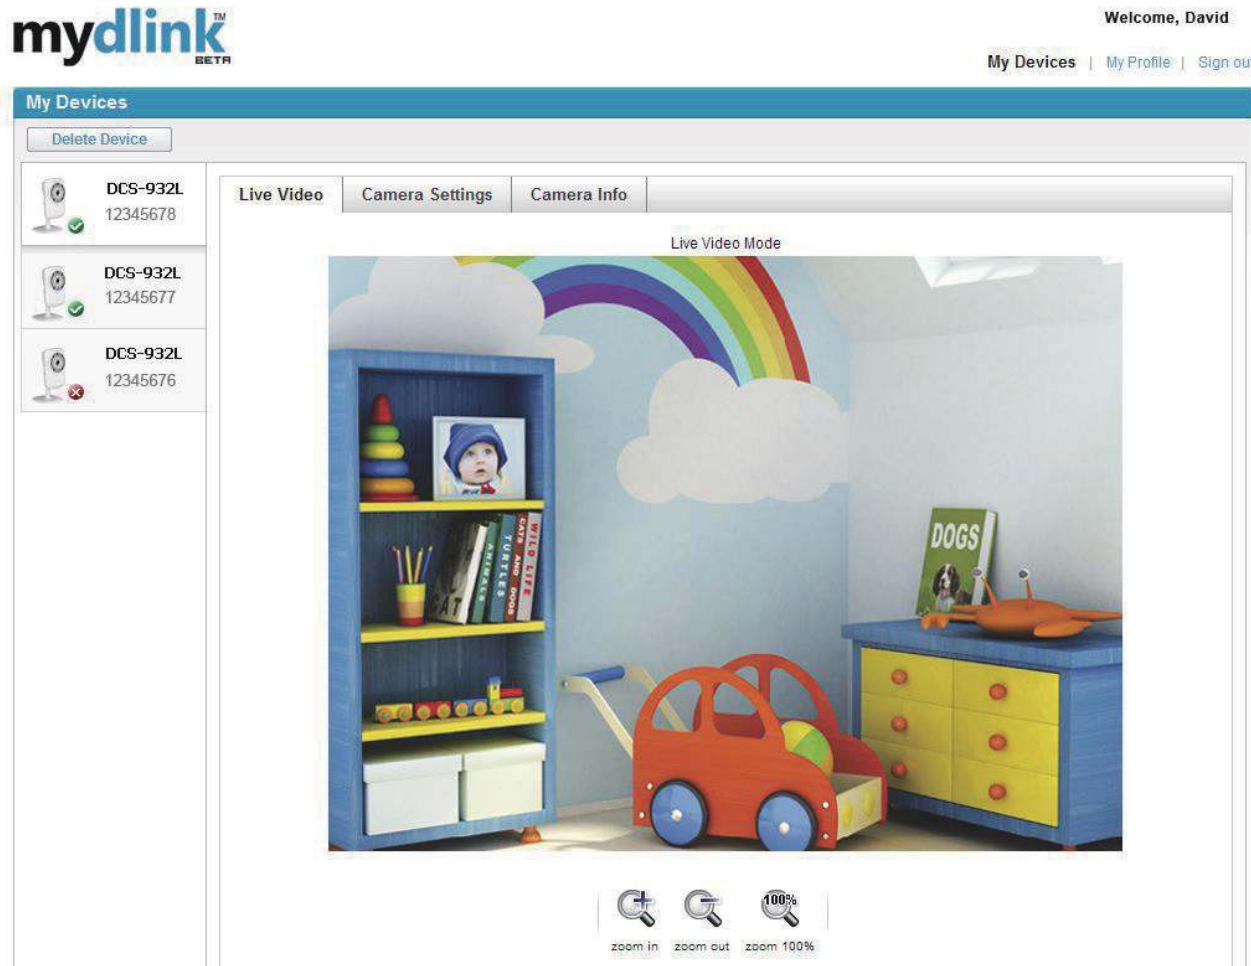 mydlink™
BETA
Welcome, David
My Devices | My Profile | Sign ou
My Devices
Delete Device
DCS-932L
12345678
DCS-932L
12345677
DCS-932L
12345676
Live Video
Camera Settings
Camera Info
Live Video Mode
DOGS
CAT
ANIMALS
TURTLES
CATS AND DOGS
WILD LIFE
100%
zoom in
zoom out
zoom 100%